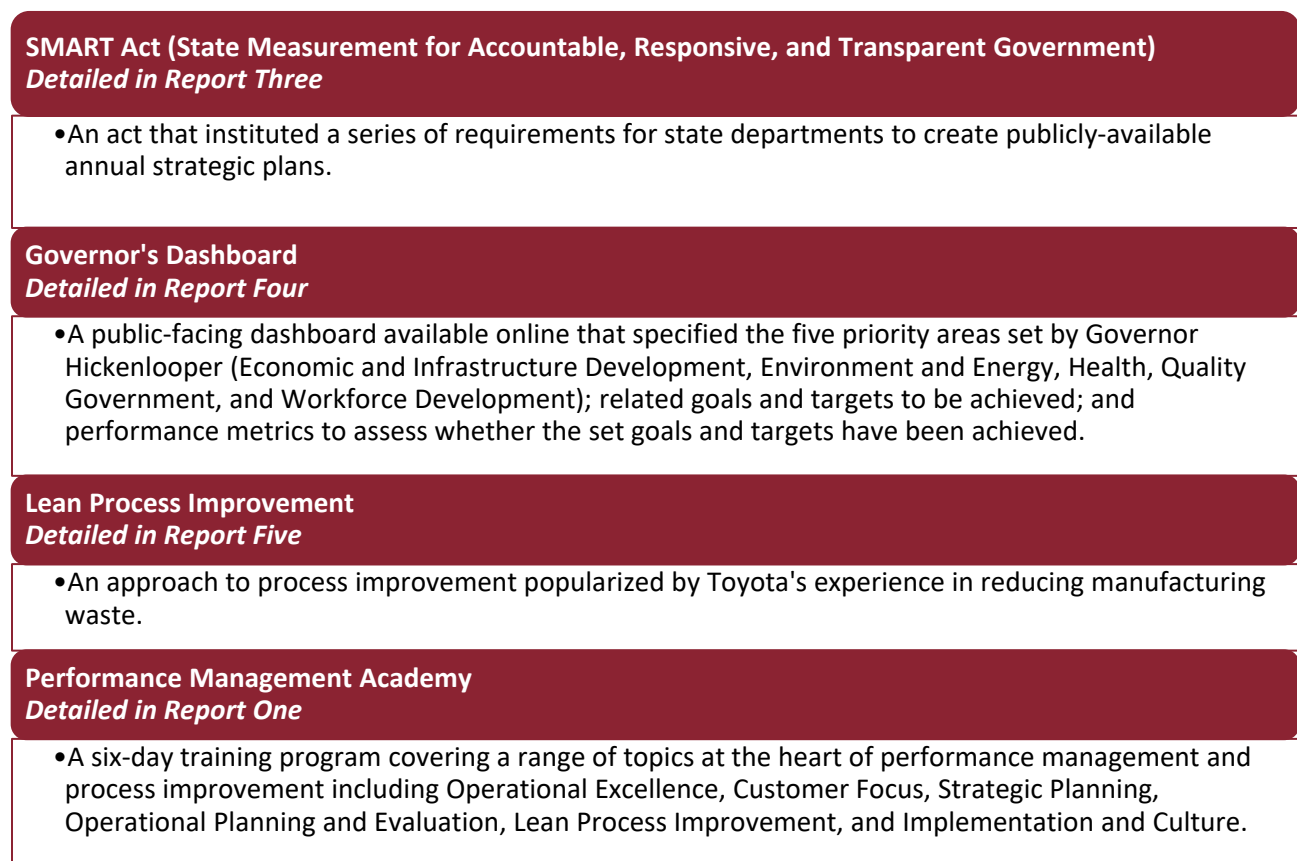 SMART Act (State Measurement for Accountable, Responsive, and Transparent Government)
Detailed in Report Three
•An act that instituted a series of requirements for state departments to create publicly-available
annual strategic plans.
Governor's Dashboard
Detailed in Report Four
•A public-facing dashboard available online that specified the five priority areas set by Governor
Hickenlooper (Economic and Infrastructure Development, Environment and Energy, Health, Quality
Government, and Workforce Development); related goals and targets to be achieved; and
performance metrics to assess whether the set goals and targets have been achieved.
Lean Process Improvement
Detailed in Report Five
•An approach to process improvement popularized by Toyota's experience in reducing manufacturing
waste.
Performance Management Academy
Detailed in Report One
•A six-day training program covering a range of topics at the heart of performance management and
process improvement including Operational Excellence, Customer Focus, Strategic Planning,
Operational Planning and Evaluation, Lean Process Improvement, and Implementation and Culture.